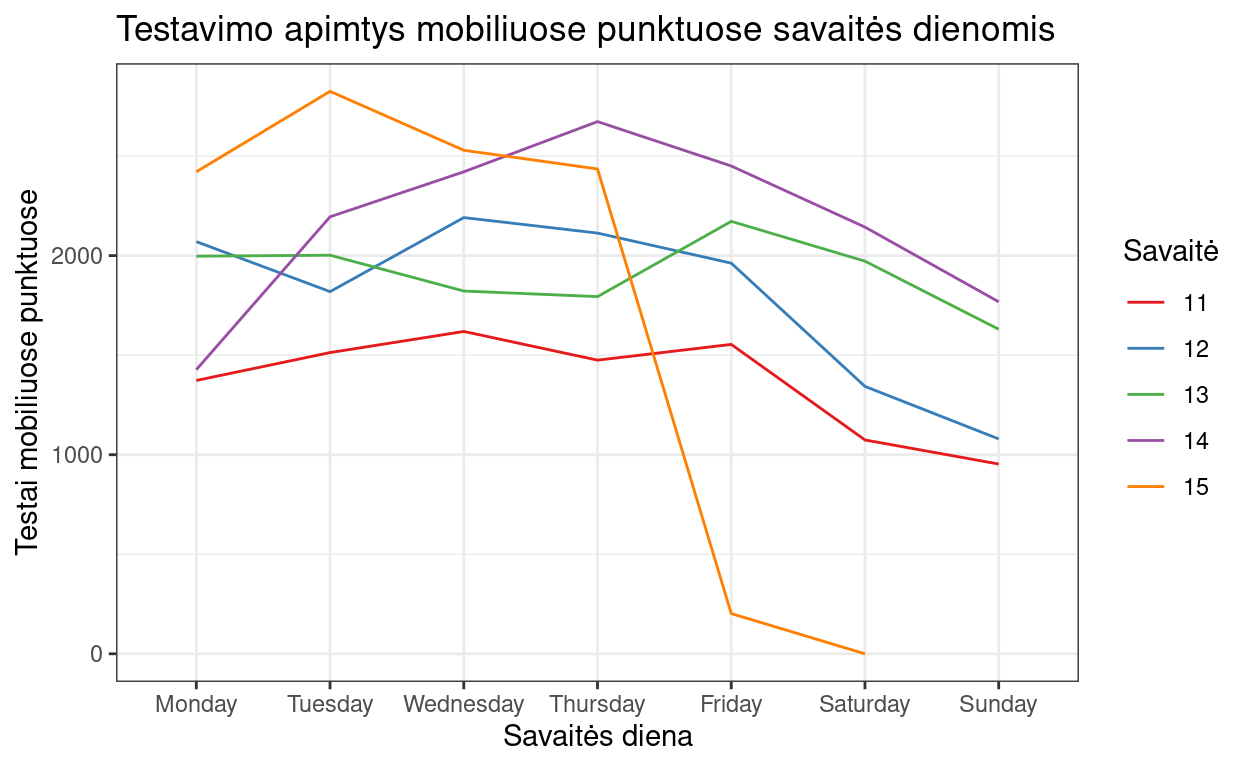 Testavimo apimtys mobiliuose punktuose savaitės dienomis
Testai mobiliuose punktuose
2000
1000
0
Monday Tuesday Wednesday Thursday Friday Saturday Sunday
Savaitės diena
Savaitė
11
12
13
14
15